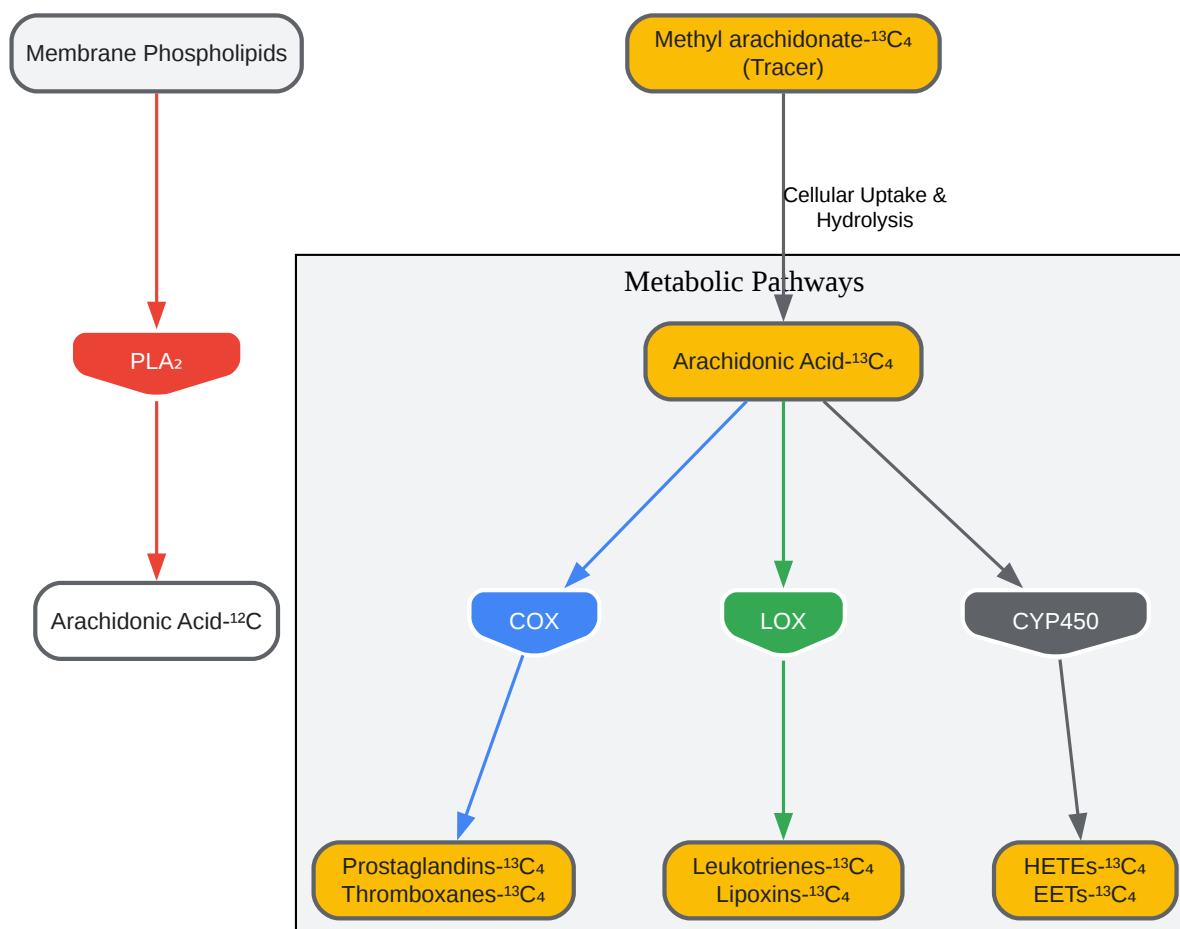 Membrane Phospholipids
Methyl arachidonate-¹³C₄
(Tracer)
Cellular Uptake &
Hydrolysis
Metabolic Pathways
PLA₂
Arachidonic Acid-¹³C₄
Arachidonic Acid-¹²C
COX
LOX
CYP450
Prostaglandins-¹³C₄
Thromboxanes-¹³C₄
Leukotrienes-¹³C₄
Lipoxins-¹³C₄
HETEs-¹³C₄
EETs-¹³C₄